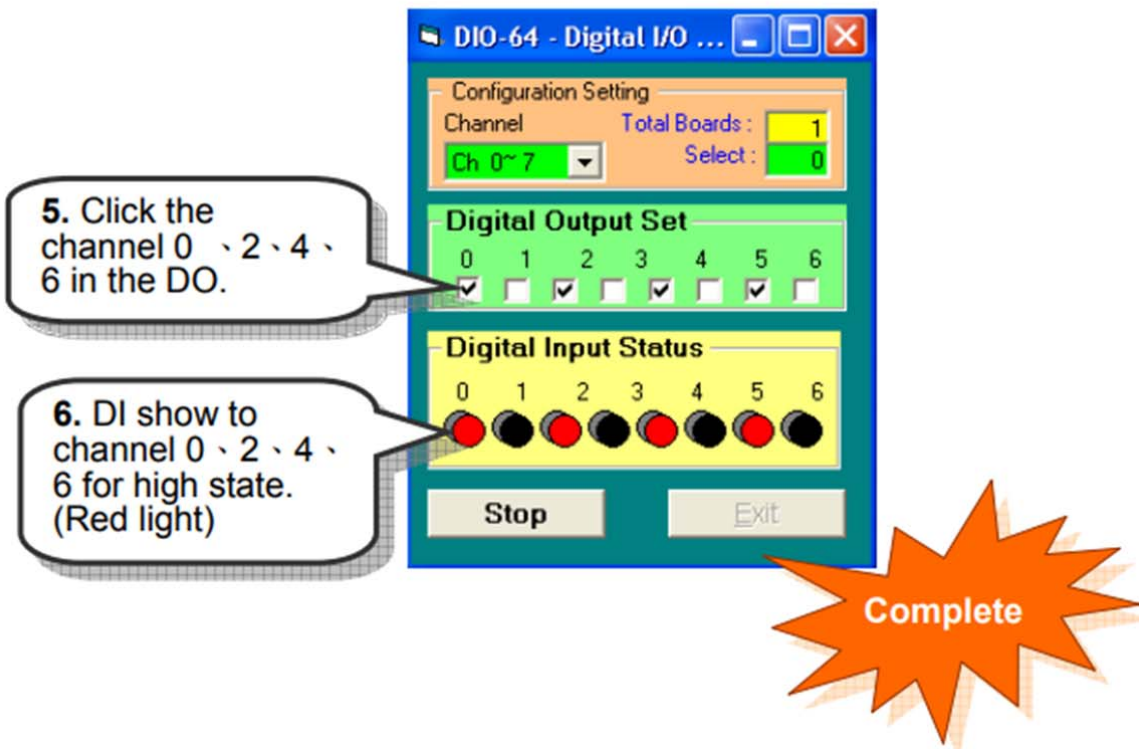 DIO-64 - Digital I/O ...
Configuration Setting
Channel
Total Boards :
1
Ch 0~ 7
Select :
0
5. Click the
channel 0 、2、4、
6 in the DO.
Digital Output Set
0 1 2 3 4 5 6
Digital Input Status
0 1 2 3 4 5 6
6. DI show to
channel 0、2、4、
6 for high state.
(Red light)
Stop
Exit
Complete